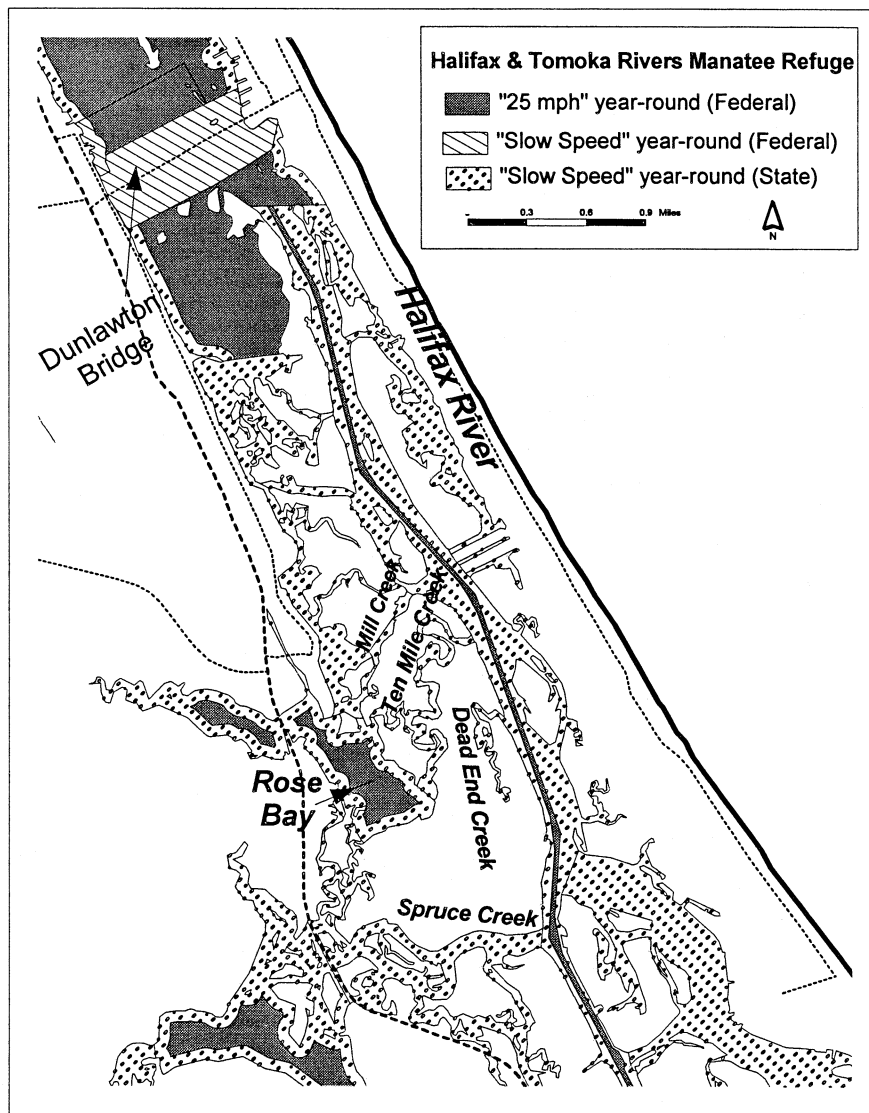 Halifax & Tomoka Rivers Manatee Refuge
"25 mph" year-round (Federal)
"Slow Speed" year-round (Federal)
"Slow Speed" year-round (State)
0.3 0.6 0.9 Miles
N
Dunlawton
Bridge
Halifax River
Mill Creek
Ten Mile Creek
Dead End Creek
Rose
Bay
Spruce Creek